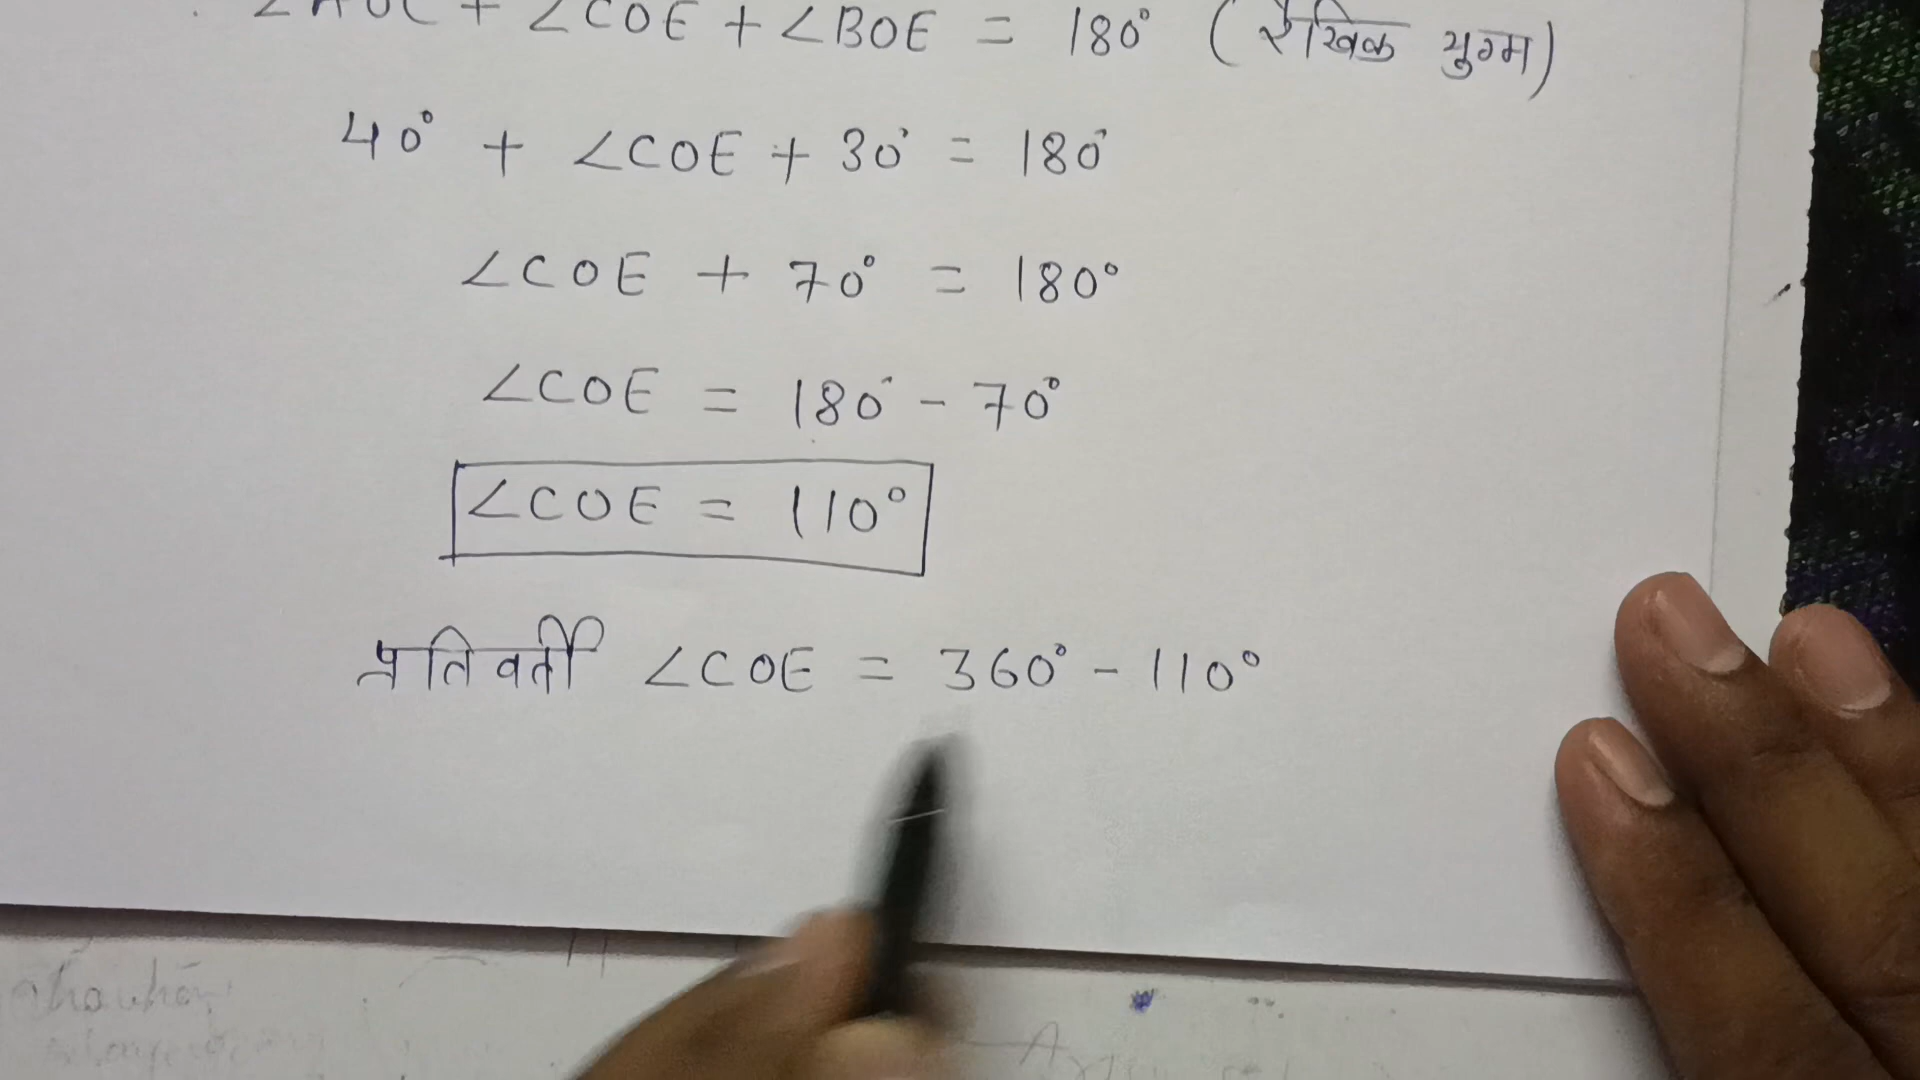 ∠AOC + ∠COE + ∠BOE = 180° (रैखिक युग्म)
40° + ∠COE + 30° = 180°
∠COE + 70° = 180°
∠COE = 180° - 70°
∠COE = 110°
प्रतिवर्ती ∠COE = 360° - 110°